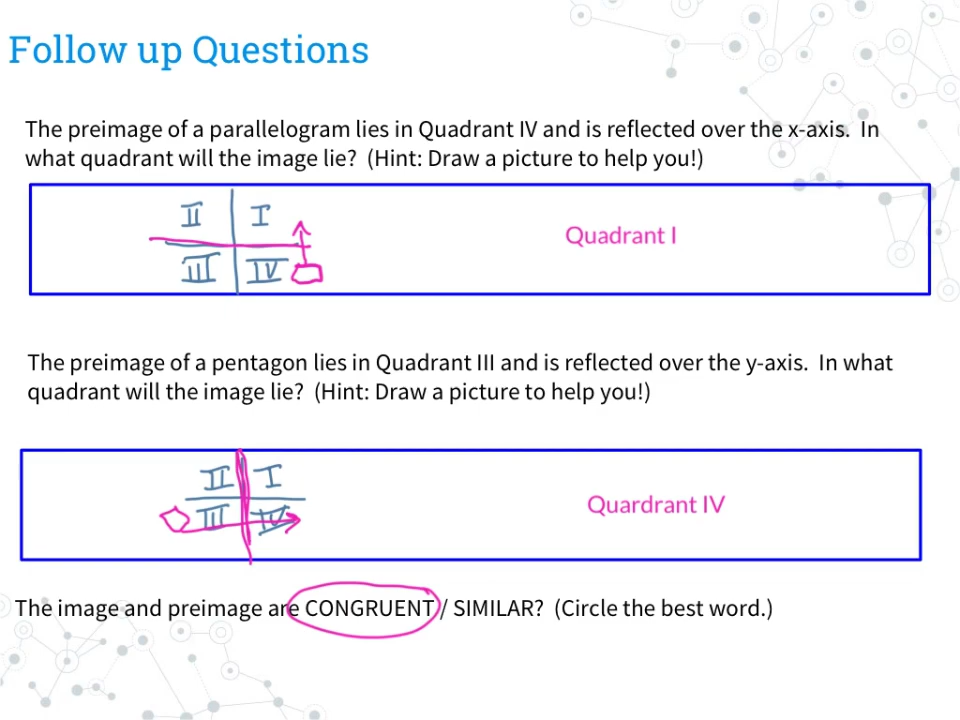 Follow up Questions
The preimage of a parallelogram lies in Quadrant IV and is reflected over the x-axis. In
what quadrant will the image lie? (Hint: Draw a picture to help you!)
II I
III IV
Quadrant I
The preimage of a pentagon lies in Quadrant III and is reflected over the y-axis. In what
quadrant will the image lie? (Hint: Draw a picture to help you!)
II I
III IV
Quardrant IV
The image and preimage are CONGRUENT / SIMILAR? (Circle the best word.)